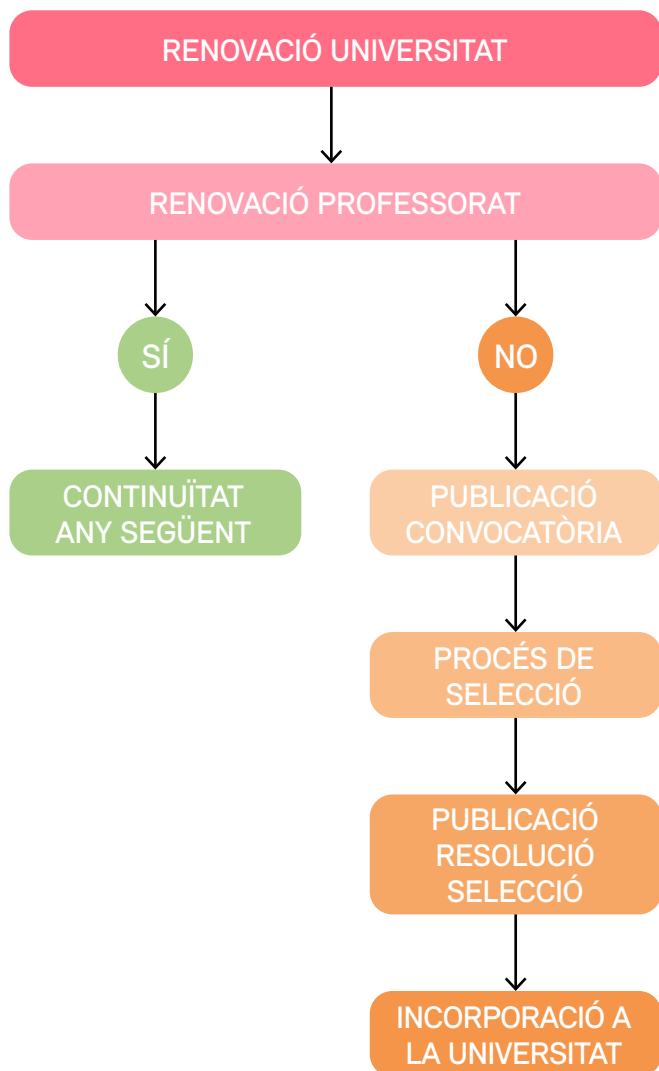 RENOVACIÓ UNIVERSITAT
RENOVACIÓ PROFESSORAT
SÍ
NO
CONTINUÏTAT
ANY SEGÜENT
PUBLICACIÓ
CONVOCATÒRIA
PROCÉS DE
SELECCIÓ
PUBLICACIÓ
RESOLUCIÓ
SELECCIÓ
INCORPORACIÓ A
LA UNIVERSITAT